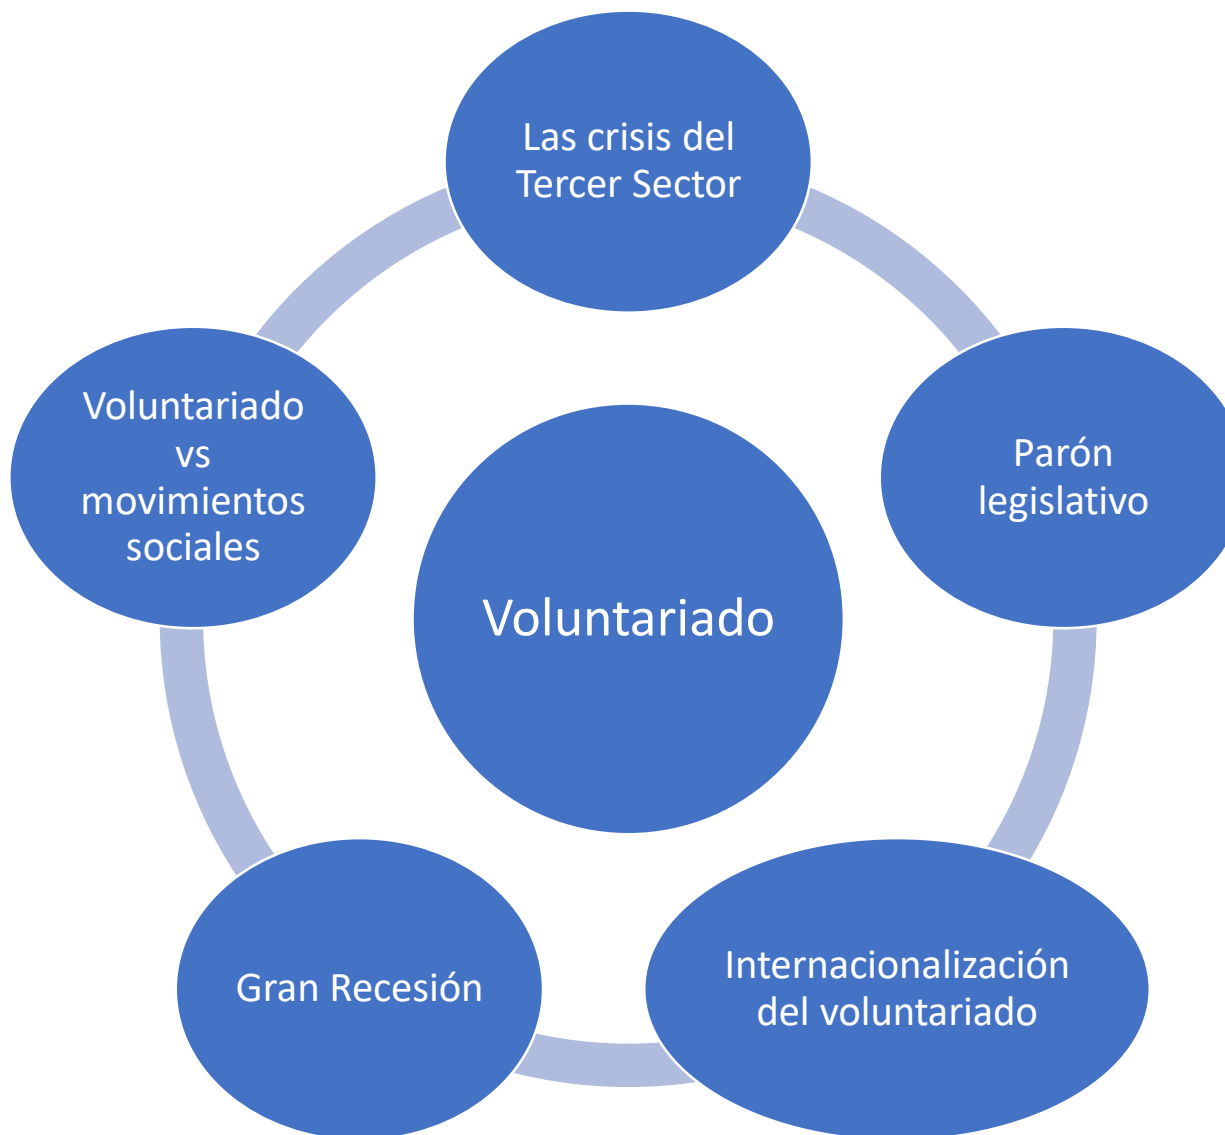 Las crisis del
Tercer Sector
Parón
legislativo
Internacionalización
del voluntariado
Gran Recesión
Voluntariado
vs
movimientos
sociales
Voluntariado